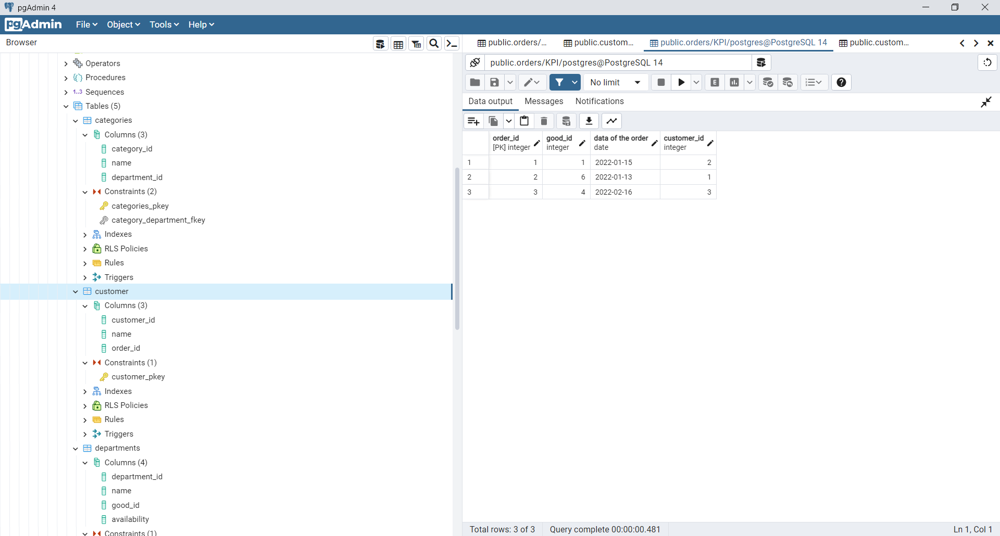 pgAdmin 4
pgAdmin File Object Tools Help
Browser
Operators
Procedures
1..3 Sequences
Tables (5)
categories
Columns (3)
category_id
name
department_id
Constraints (2)
categories_pkey
category_department_fkey
Indexes
RLS Policies
Rules
Triggers
customer
Columns (3)
customer_id
name
order_id
Constraints (1)
customer_pkey
Indexes
RLS Policies
Rules
Triggers
departments
Columns (4)
department_id
name
good_id
availability
Constraints (1)
public.orders/... public.custom... public.orders/KPI/postgres@PostgreSQL 14 public.custom...
public.orders/KPI/postgres@PostgreSQL 14
No limit E
Data output Messages Notifications
order_id good_id data of the order customer_id
[PK] integer integer date integer
1 1 1 2022-01-15 2
2 2 6 2022-01-13 1
3 3 4 2022-02-16 3
Total rows: 3 of 3 Query complete 00:00:00.481 Ln 1, Col 1